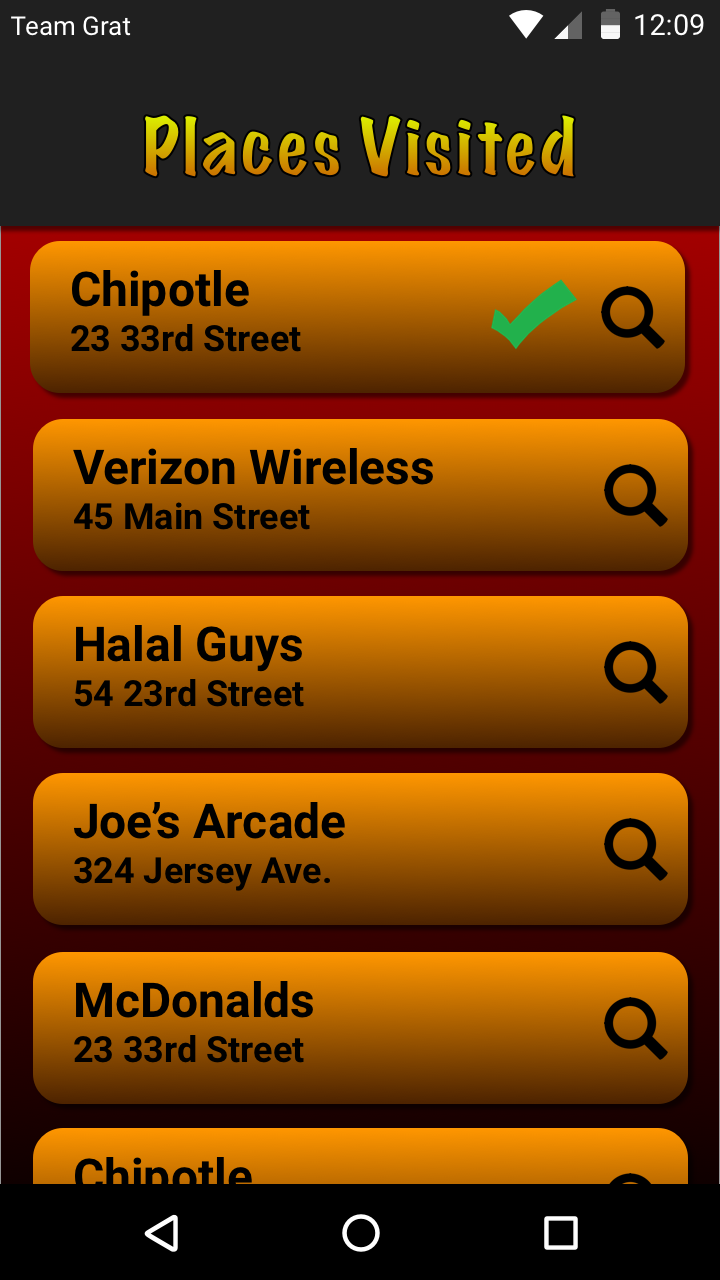 Team Grat
12:09
Places Visited
Chipotle
23 33rd Street
Verizon Wireless
45 Main Street
Halal Guys
54 23rd Street
Joe’s Arcade
324 Jersey Ave.
McDonalds
23 33rd Street
Chipotle